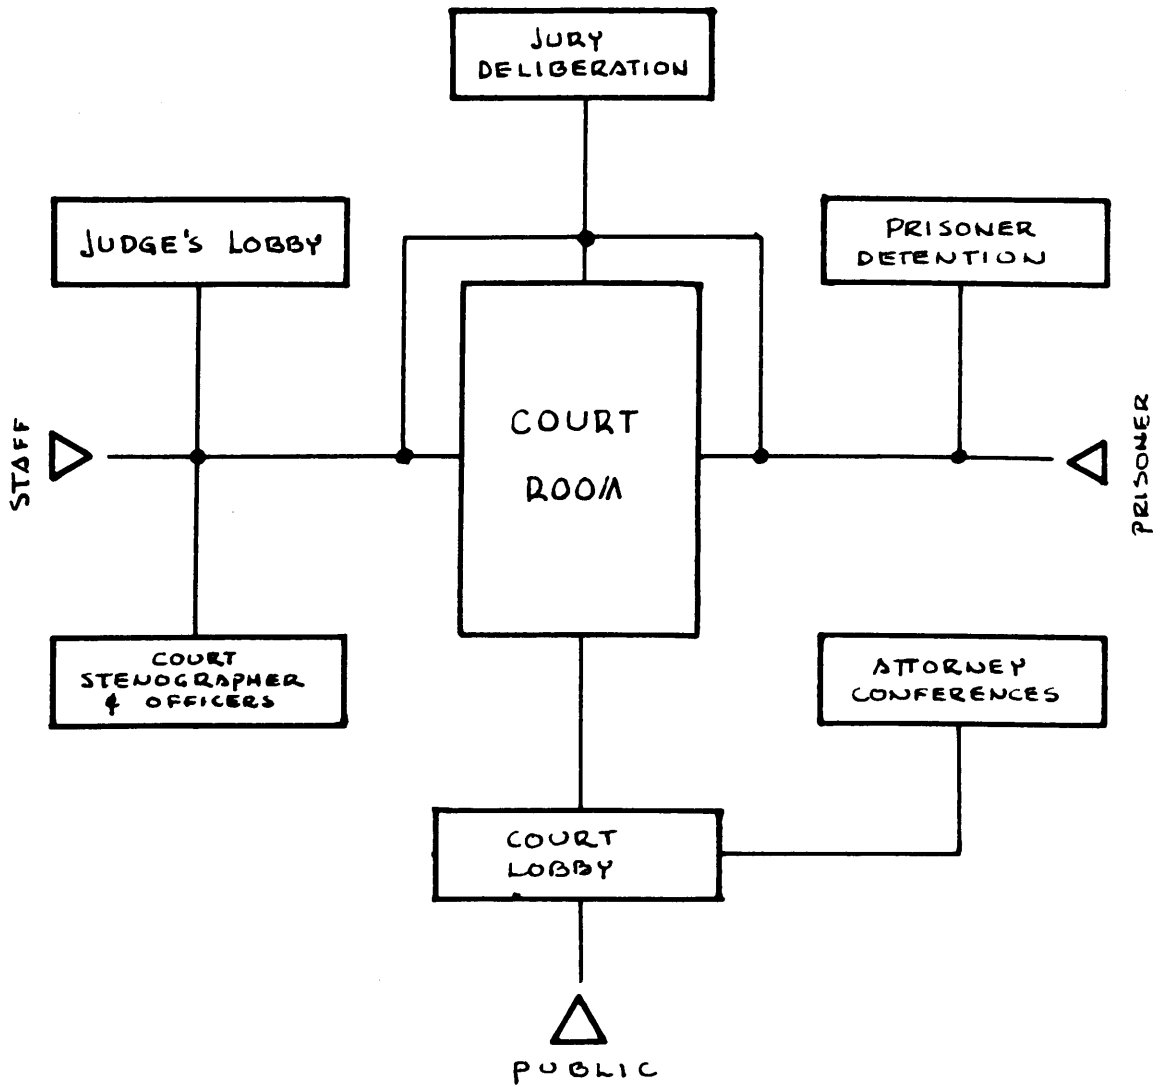 JURY
DELIBERATION
JUDGE'S LOBBY
PRISONER
DETENTION
STAFF
COURT
ROOM
PRISONER
COURT
STENOGRAPHER
& OFFICERS
ATTORNEY
CONFERENCES
COURT
LOBBY
PUBLIC